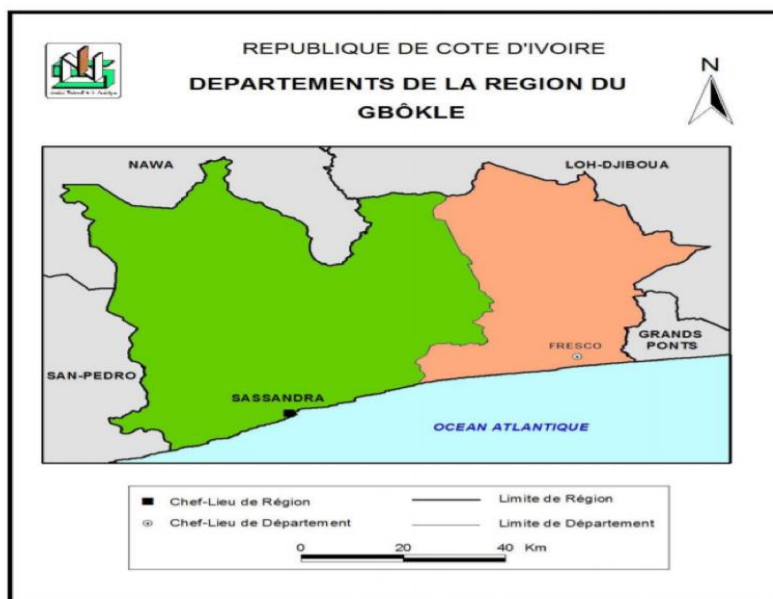 REPUBLIQUE DE COTE D'IVOIRE
DEPARTEMENTS DE LA REGION DU
GBÔKLE
N
NAWA
LOH-DJIBOUA
GRANDS
PONTS
FRESCO
SAN-PEDRO
SASSANDRA
OCEAN ATLANTIQUE
Chef-Lieu de Région
Limite de Région
Chef-Lieu de Département
Limite de Département
0 20 40 Km